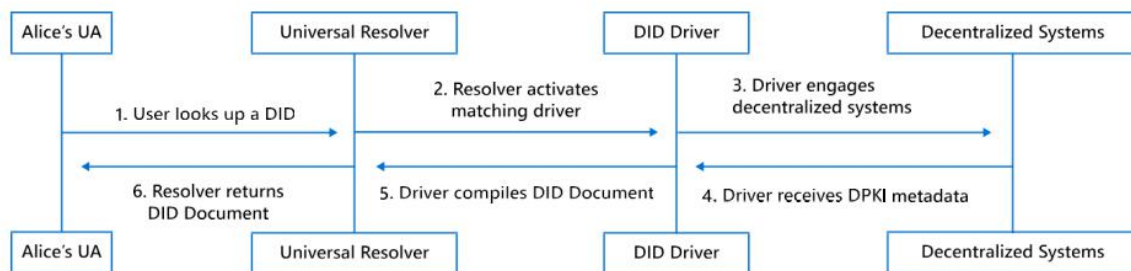 Alice's UA
Universal Resolver
DID Driver
Decentralized Systems
1. User looks up a DID
2. Resolver activates
matching driver
3. Driver engages
decentralized systems
6. Resolver returns
DID Document
5. Driver compiles DID Document
4. Driver receives DPKI metadata
Alice's UA
Universal Resolver
DID Driver
Decentralized Systems